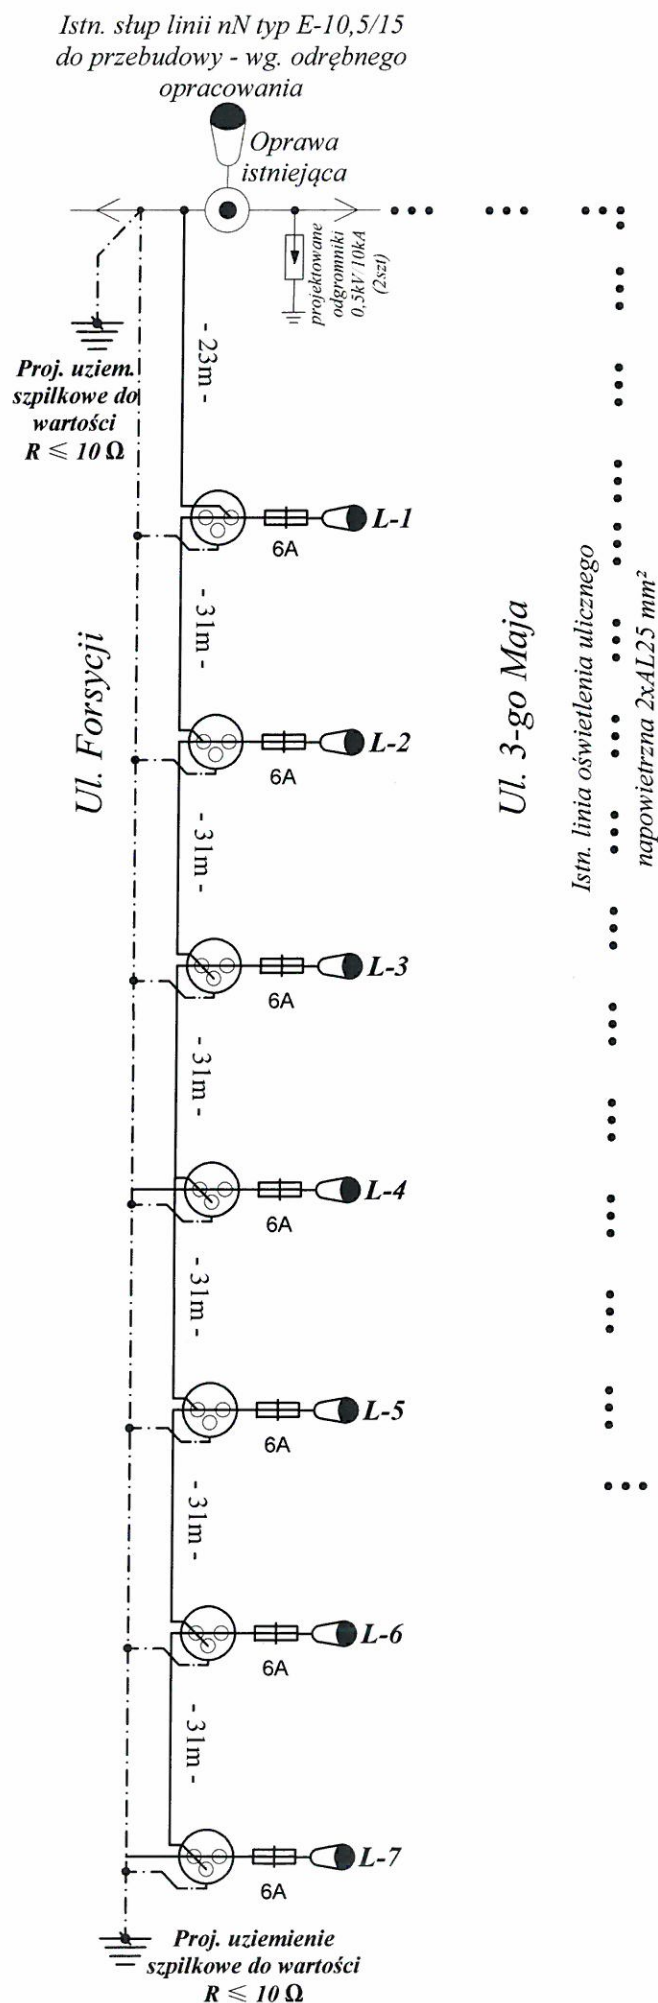 Istn. słup linii nN typ E-10,5/15
do przebudowy - wg. odrębnego
opracowania
Oprawa
istniejąca
projektowane
odgromniki
0,5kV/10kA
(2szt)
Proj. uziem.
szpilkowe do
wartości
R ≤ 10 Ω
- 23m -
L-1
6A
- 31m -
Ul. Forsycji
Ul. 3-go Maja
Istn. linia oświetlenia ulicznego
napowietrzna 2xAL25 mm²
L-2
6A
- 31m -
L-3
6A
- 31m -
L-4
6A
- 31m -
L-5
6A
- 31m -
L-6
6A
- 31m -
L-7
6A
Proj. uziemienie
szpilkowe do wartości
R ≤ 10 Ω